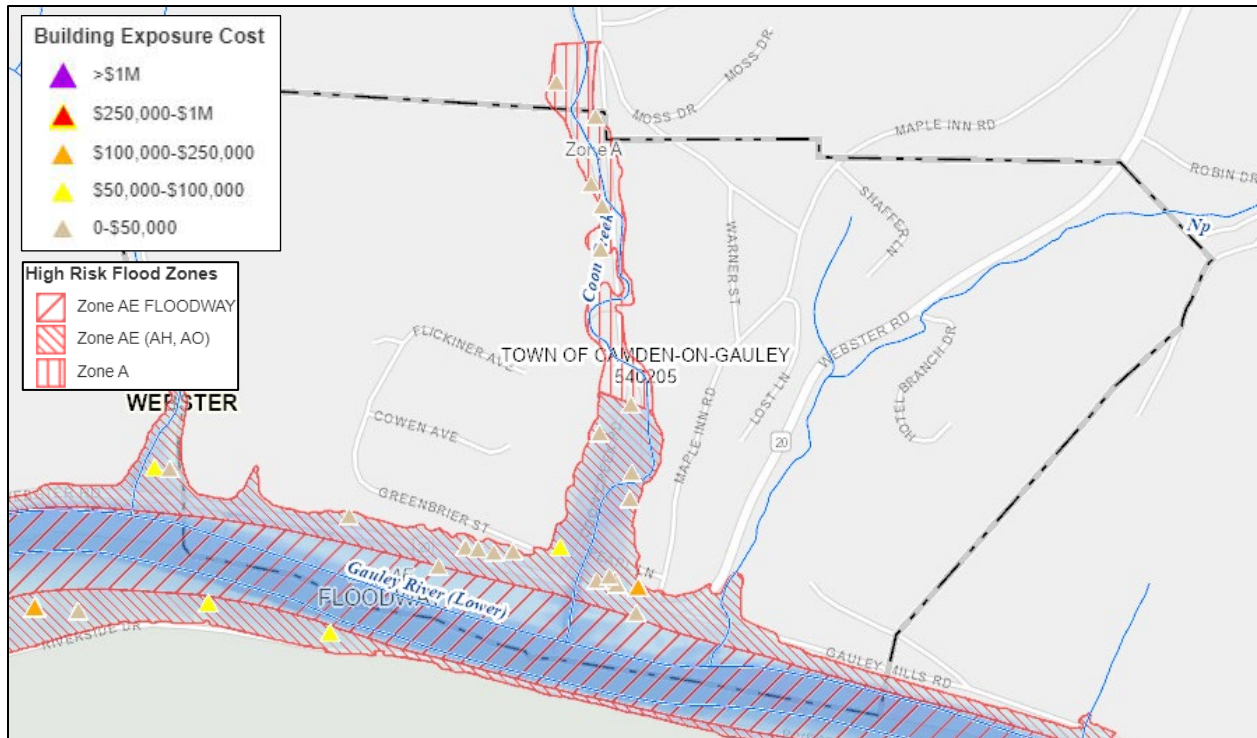 Building Exposure Cost
>$1M
$250,000-$1M
$100,000-$250,000
$50,000-$100,000
0-$50,000
High Risk Flood Zones
Zone AE FLOODWAY
Zone AE (AH, AO)
Zone A
MOSS DR
MOSS DR
Zone A
MAPLE INN RD
ROBIN DR
SHAFFER LN
Np
WARNER ST
Coon Creek
WEBSTER RD
FLICKINER AVE
TOWN OF CAMDEN-ON-GAULEY
540205
HOTEL BRANCH DR
LOST LN
MAPLE INN RD
WEBSTER
COWEN AVE
20
WEBSTER RD
GREENBRIER ST
AE
FLOODWAY
Gauley River (Lower)
LN
RIVERSIDE DR
GAULEY MILLS RD